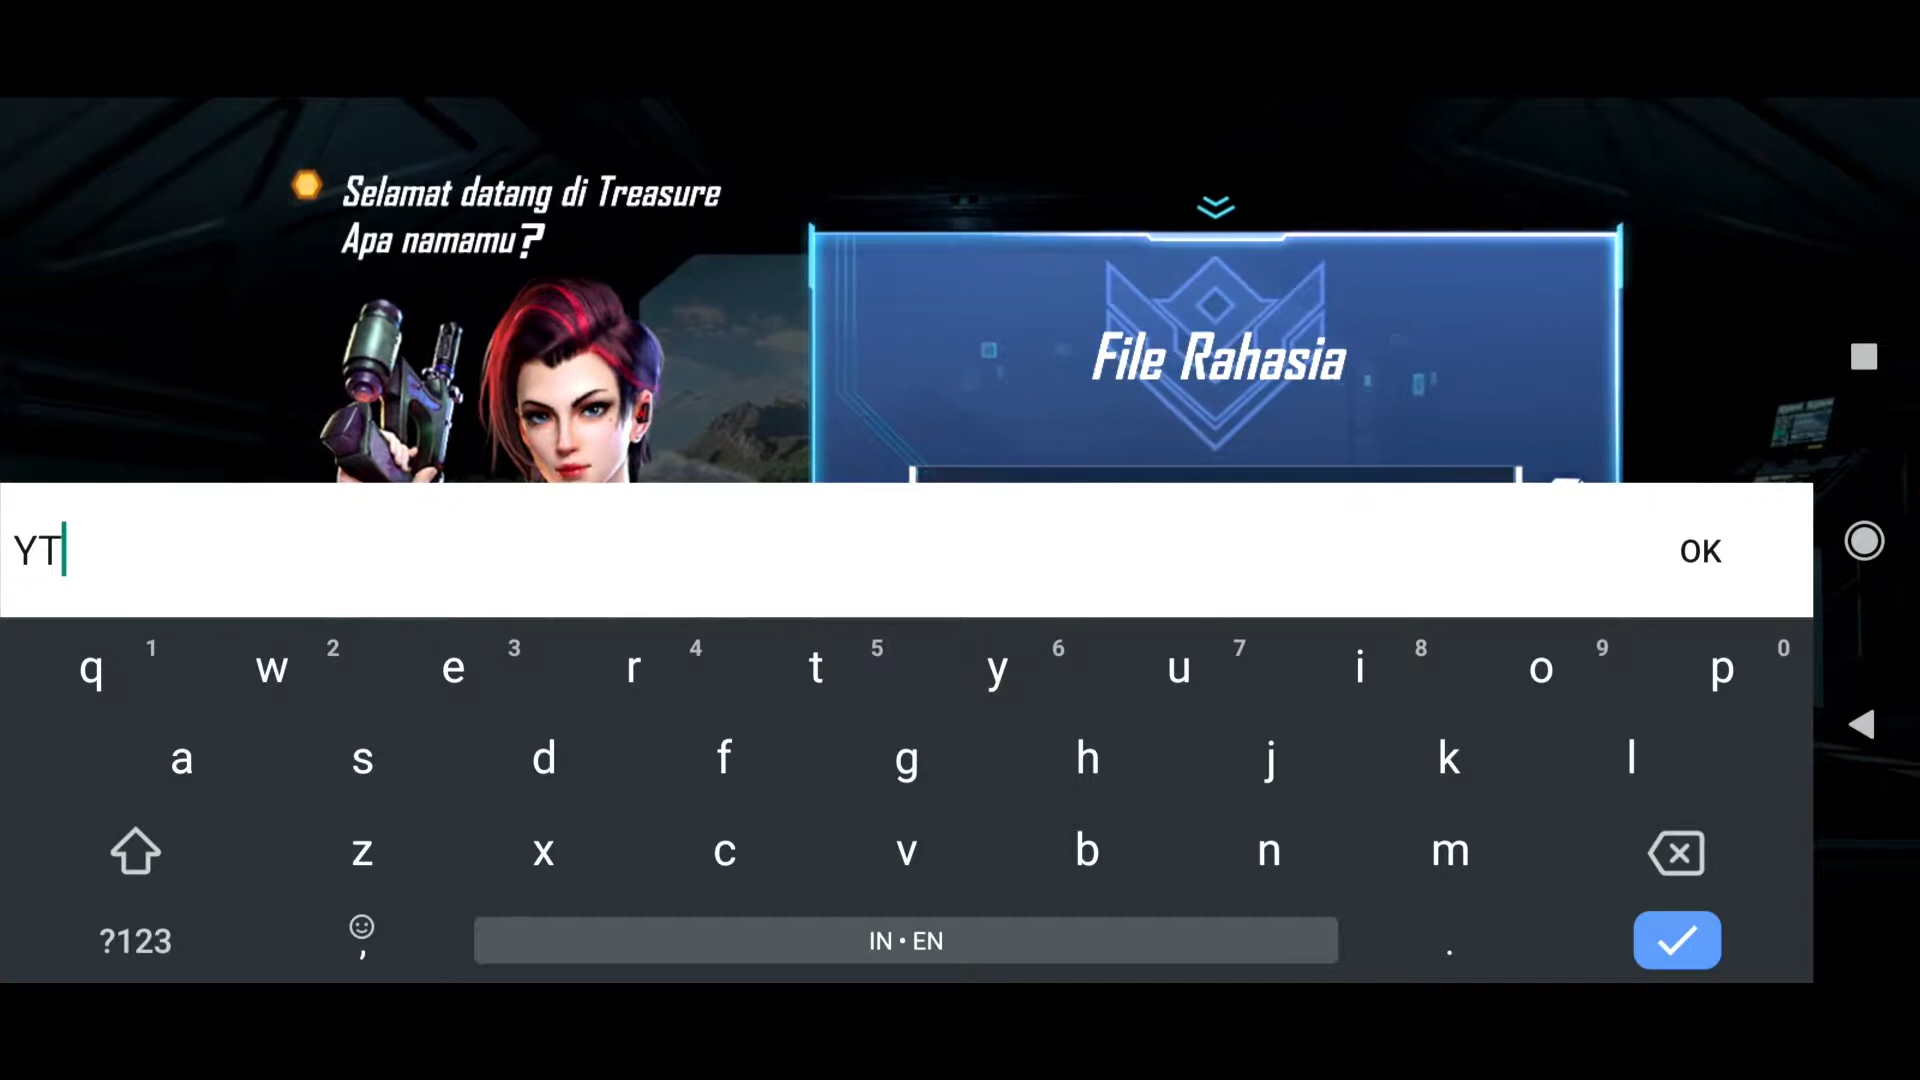 Selamat datang di Treasure
Apa namamu?
File Rahasia
YT
OK
q 1 w 2 e 3 r 4 t 5 y 6 u 7 i 8 o 9 p 0
a s d f g h j k l
z x c v b n m
?123 , IN • EN .